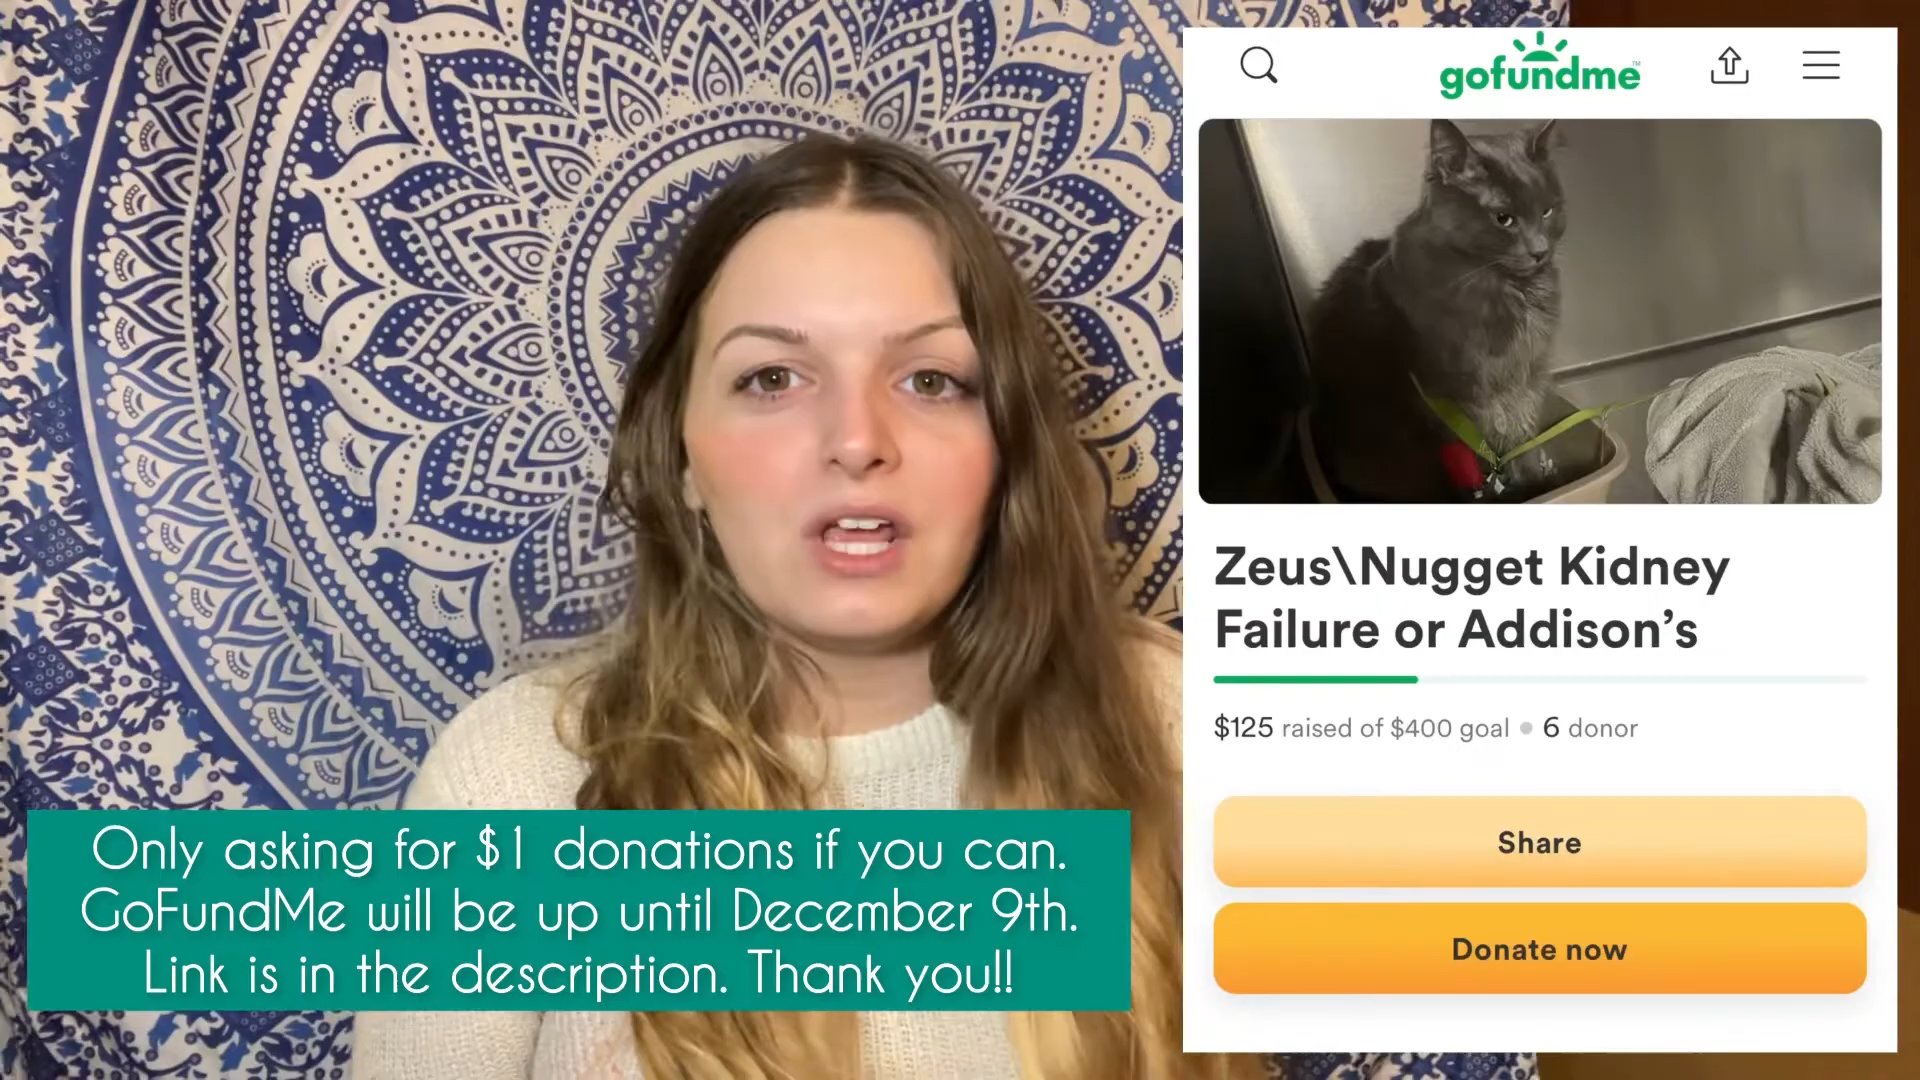 gofundme
Zeus\Nugget Kidney
Failure or Addison's
$125 raised of $400 goal • 6 donor
Share
Donate now
Only asking for $1 donations if you can.
GoFundMe will be up until December 9th.
Link is in the description. Thank you!!